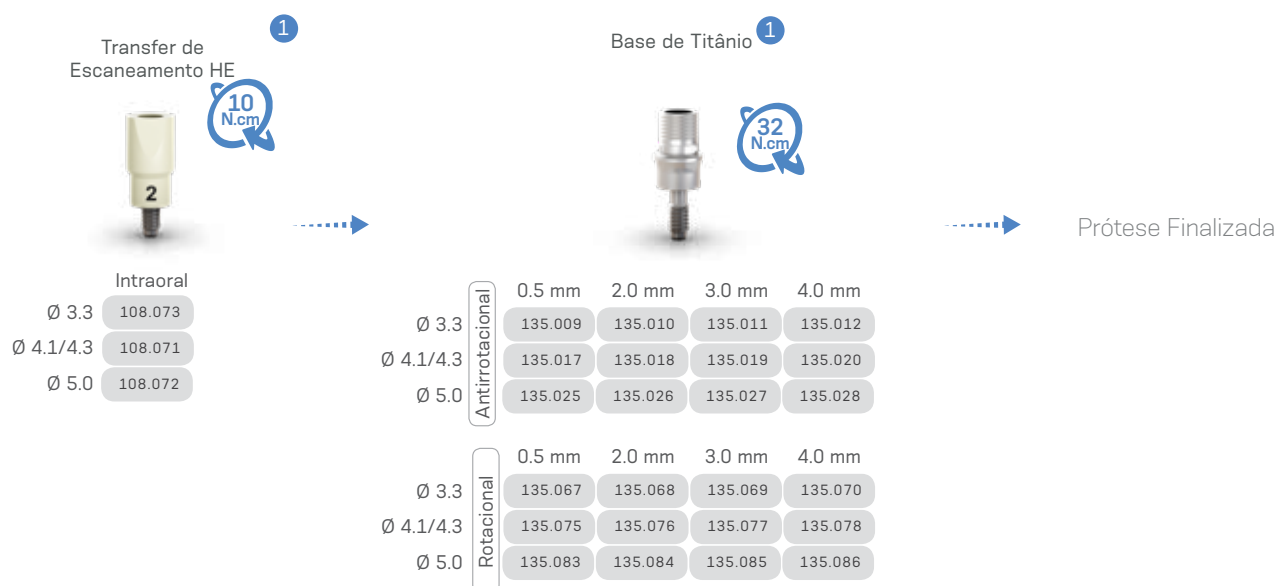 1
Transfer de
Escaneamento HE
10
N.cm
2
Intraoral
Ø 3.3 108.073
Ø 4.1/4.3 108.071
Ø 5.0 108.072
Base de Titânio 1
32
N.cm
Antirrotacional
0.5 mm 2.0 mm 3.0 mm 4.0 mm
Ø 3.3 135.009 135.010 135.011 135.012
Ø 4.1/4.3 135.017 135.018 135.019 135.020
Ø 5.0 135.025 135.026 135.027 135.028
Rotacional
0.5 mm 2.0 mm 3.0 mm 4.0 mm
Ø 3.3 135.067 135.068 135.069 135.070
Ø 4.1/4.3 135.075 135.076 135.077 135.078
Ø 5.0 135.083 135.084 135.085 135.086
Prótese Finalizada